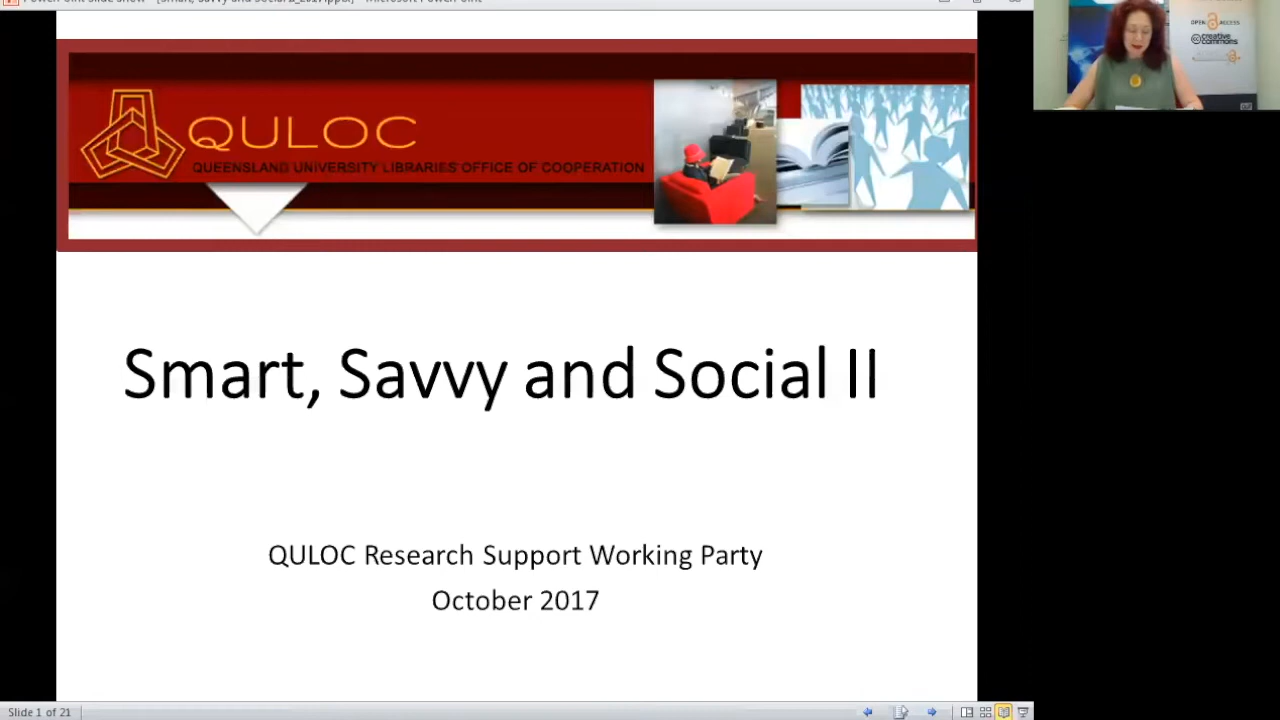 OPEN ACCESS
creative commons
QULOC
QUEENSLAND UNIVERSITY LIBRARIES OFFICE OF COOPERATION
Smart, Savvy and Social II
QULOC Research Support Working Party
October 2017
Slide 1 of 21